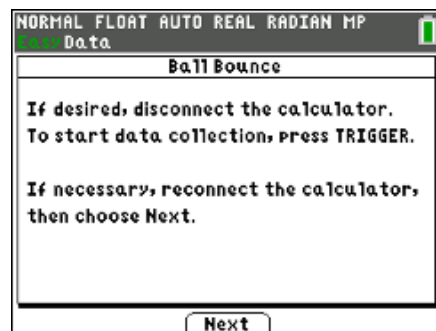 NORMAL FLOAT AUTO REAL RADIAN MP
EasyData
Ball Bounce
If desired, disconnect the calculator.
To start data collection, press TRIGGER.
If necessary, reconnect the calculator,
then choose Next.
Next